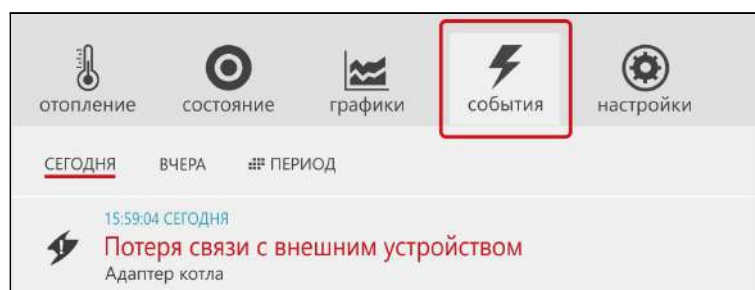 отопление состояние графики события настройки
СЕГОДНЯ ВЧЕРА ПЕРИОД
15:59:04 СЕГОДНЯ
Потеря связи с внешним устройством
Адаптер котла